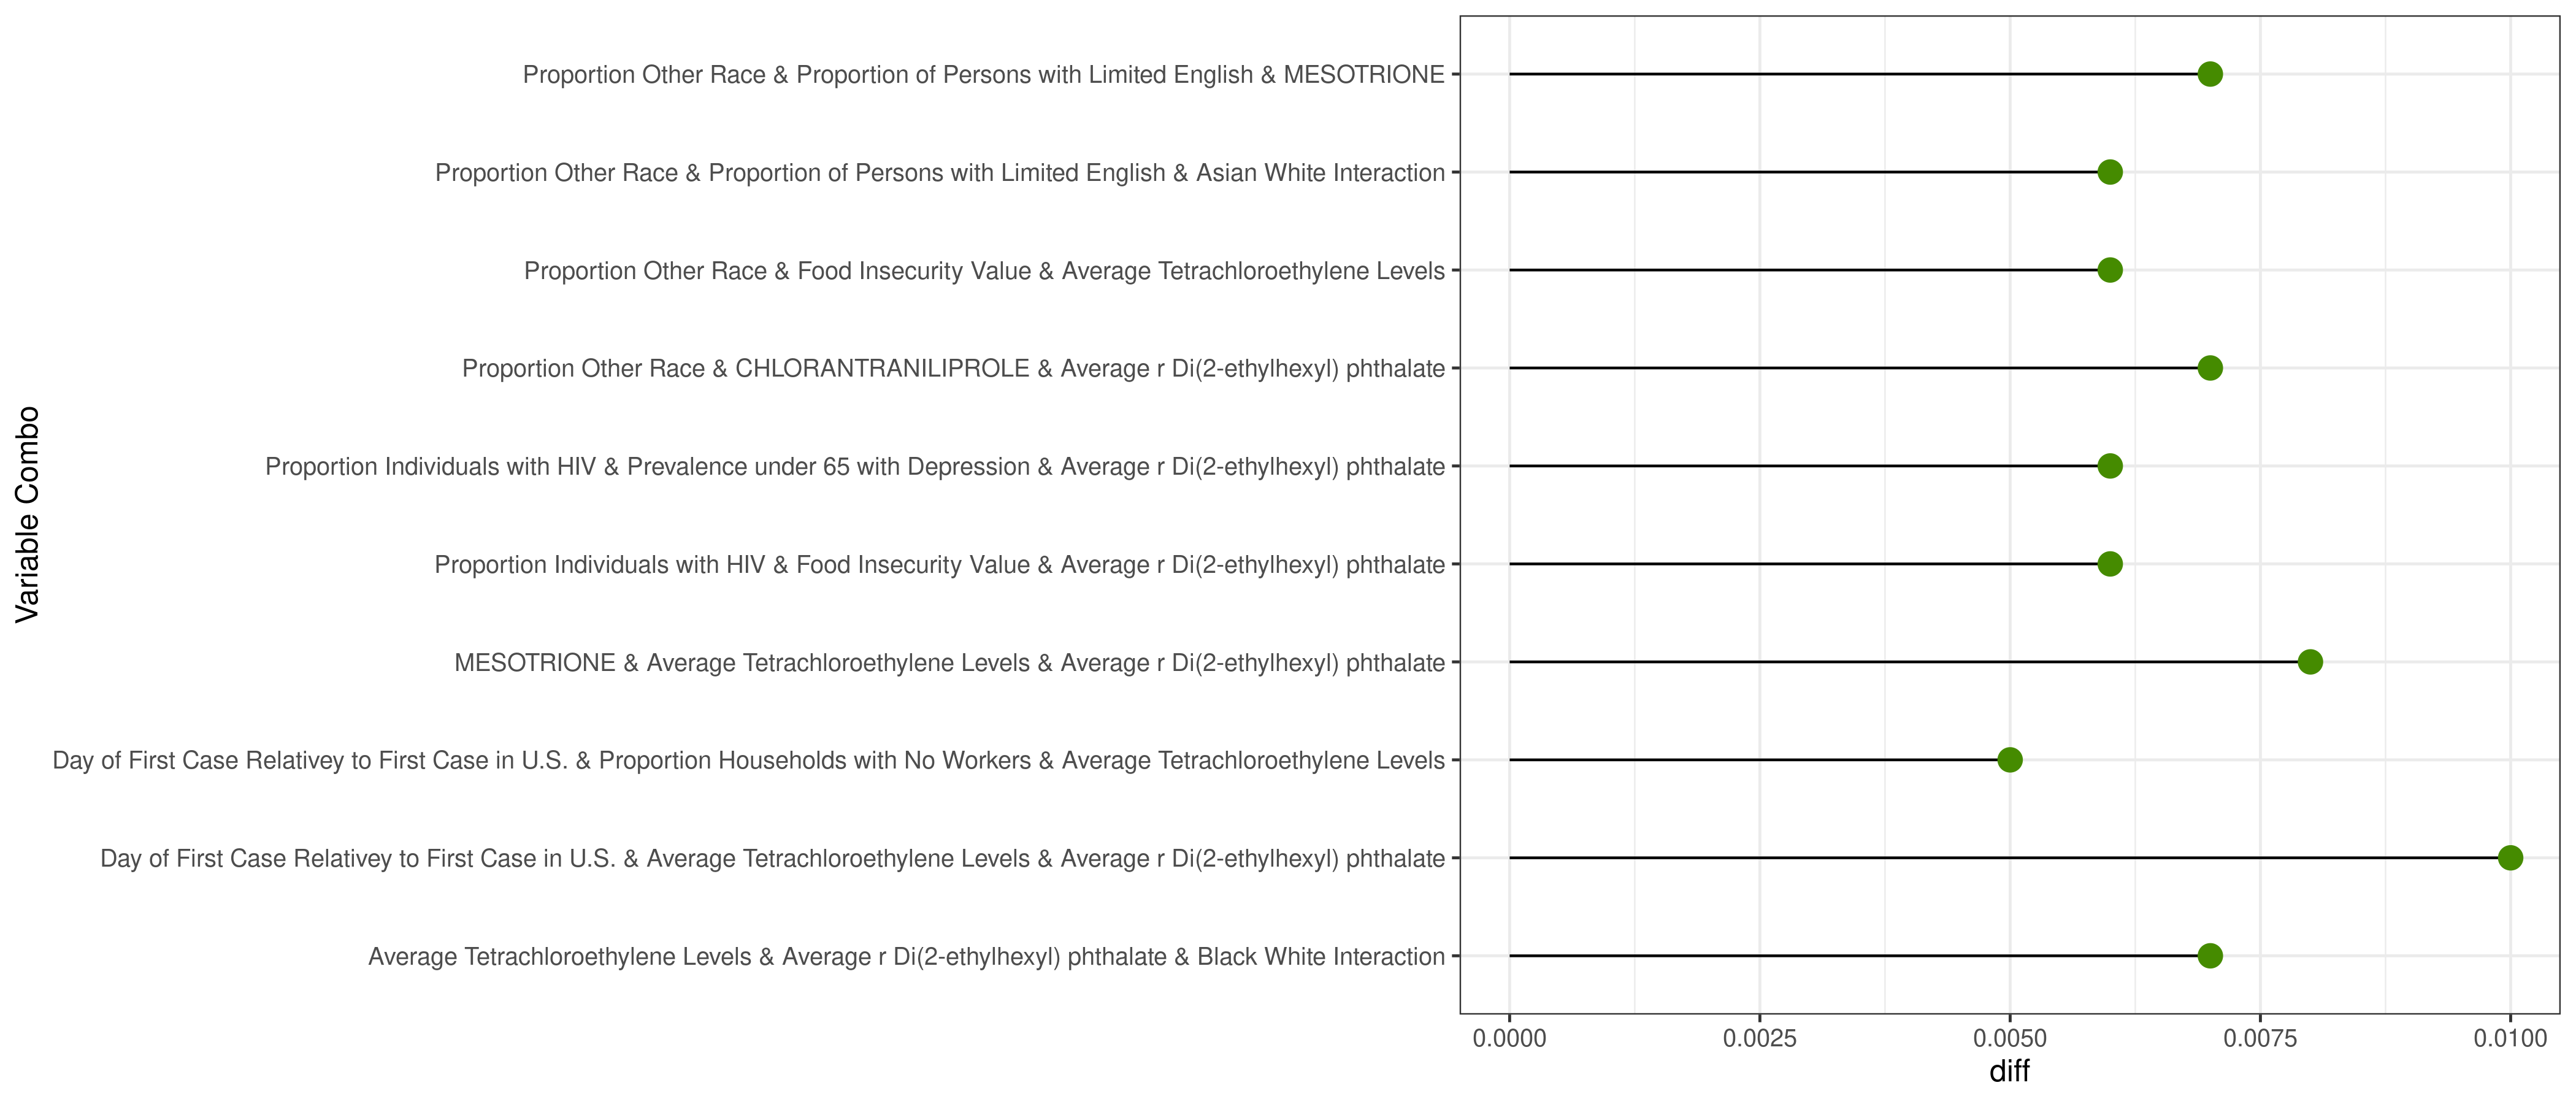 Variable Combo
Proportion Other Race & Proportion of Persons with Limited English & MESOTRIONE
Proportion Other Race & Proportion of Persons with Limited English & Asian White Interaction
Proportion Other Race & Food Insecurity Value & Average Tetrachloroethylene Levels
Proportion Other Race & CHLORANTRANILIPROLE & Average r Di(2-ethylhexyl) phthalate
Proportion Individuals with HIV & Prevalence under 65 with Depression & Average r Di(2-ethylhexyl) phthalate
Proportion Individuals with HIV & Food Insecurity Value & Average r Di(2-ethylhexyl) phthalate
MESOTRIONE & Average Tetrachloroethylene Levels & Average r Di(2-ethylhexyl) phthalate
Day of First Case Relativey to First Case in U.S. & Proportion Households with No Workers & Average Tetrachloroethylene Levels
Day of First Case Relativey to First Case in U.S. & Average Tetrachloroethylene Levels & Average r Di(2-ethylhexyl) phthalate
Average Tetrachloroethylene Levels & Average r Di(2-ethylhexyl) phthalate & Black White Interaction
0.0000 0.0025 0.0050 0.0075 0.0100
diff